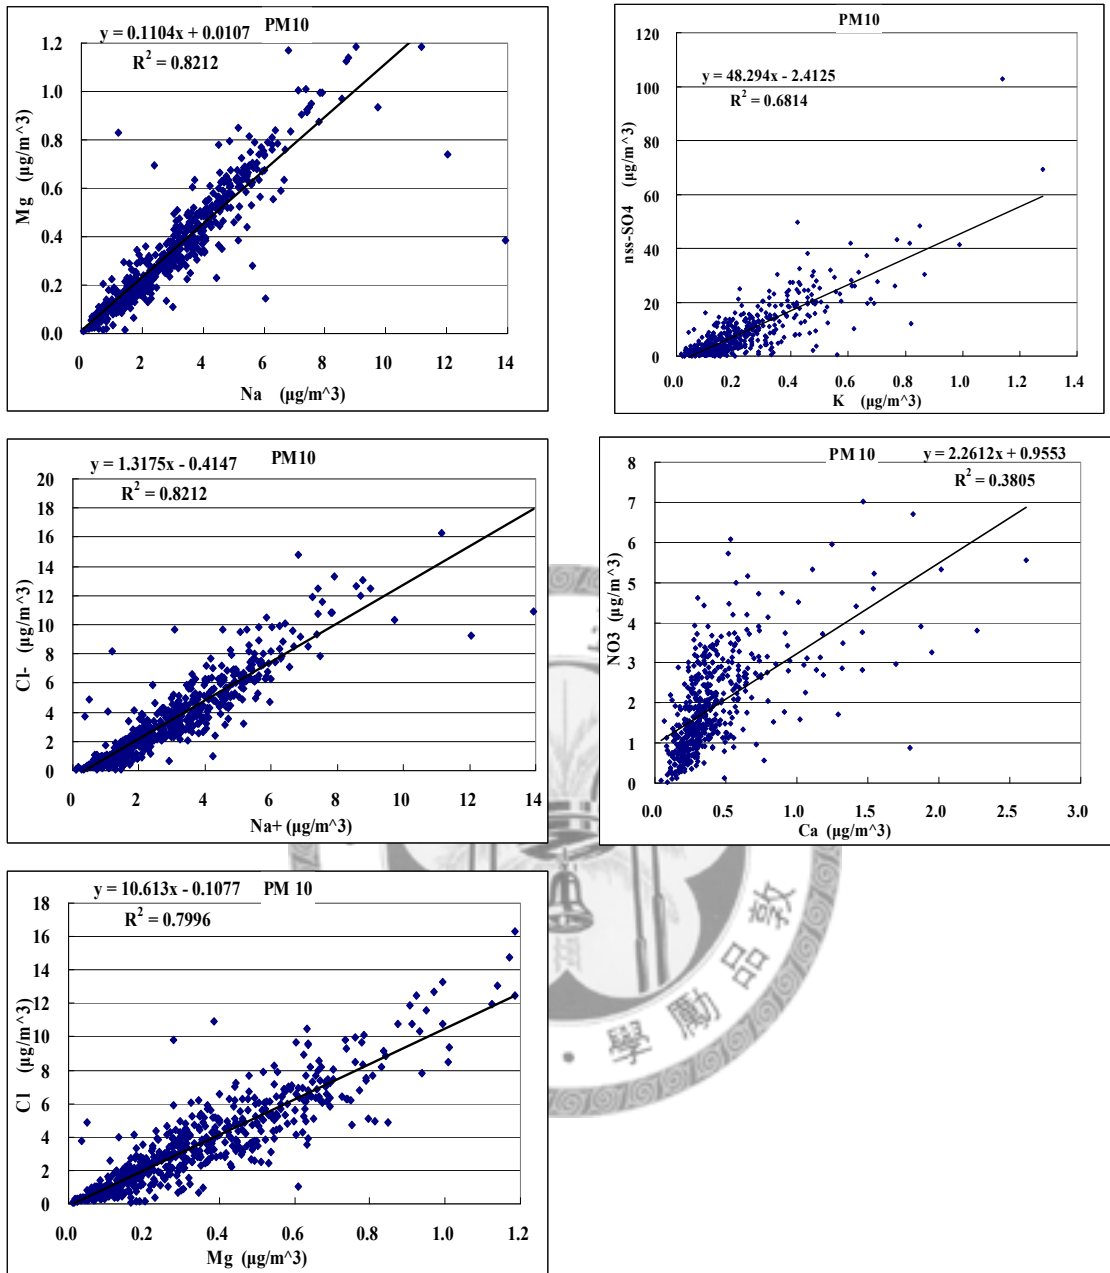 y = 0.1104x + 0.0107 PM10
R² = 0.8212
1.2
1.0
0.8
0.6
0.4
0.2
0.0
Mg (μg/m^3)
0 2 4 6 8 10 12 14
Na (μg/m^3)
PM10
y = 48.294x - 2.4125
R² = 0.6814
120
100
80
60
40
20
0
nss-SO4 (μg/m^3)
0.0 0.2 0.4 0.6 0.8 1.0 1.2 1.4
K (μg/m^3)
y = 1.3175x - 0.4147 PM10
R² = 0.8212
20
18
16
14
12
10
8
6
4
2
0
Cl- (μg/m^3)
0 2 4 6 8 10 12 14
Na+ (μg/m^3)
PM 10 y = 2.2612x + 0.9553
R² = 0.3805
8
7
6
5
4
3
2
1
0
NO3 (μg/m^3)
0.0 0.5 1.0 1.5 2.0 2.5 3.0
Ca (μg/m^3)
y = 10.613x - 0.1077 PM 10
R² = 0.7996
18
16
14
12
10
8
6
4
2
0
Cl (μg/m^3)
0.0 0.2 0.4 0.6 0.8 1.0 1.2
Mg (μg/m^3)
學勵品敦